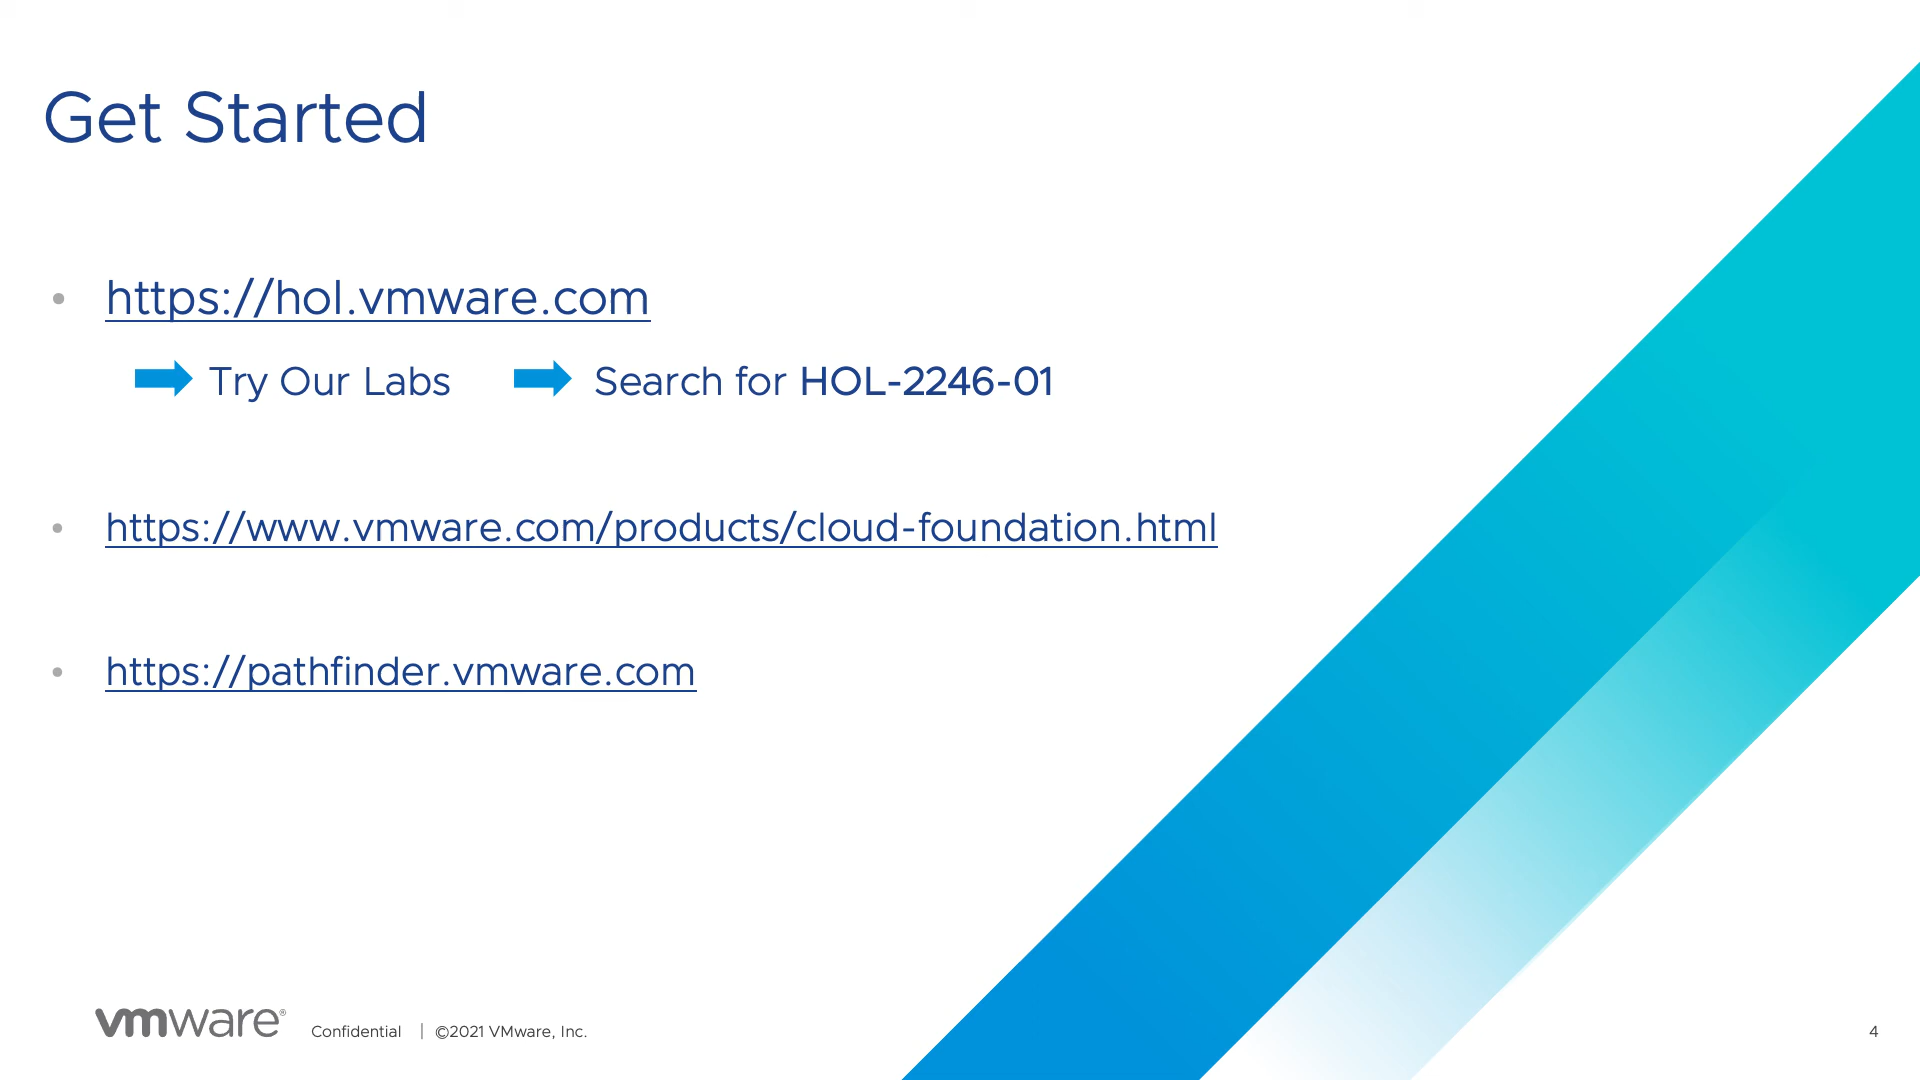 Get Started
• https://hol.vmware.com
Try Our Labs Search for HOL-2246-01
• https://www.vmware.com/products/cloud-foundation.html
• https://pathfinder.vmware.com
vmware® Confidential | ©2021 VMware, Inc. 4